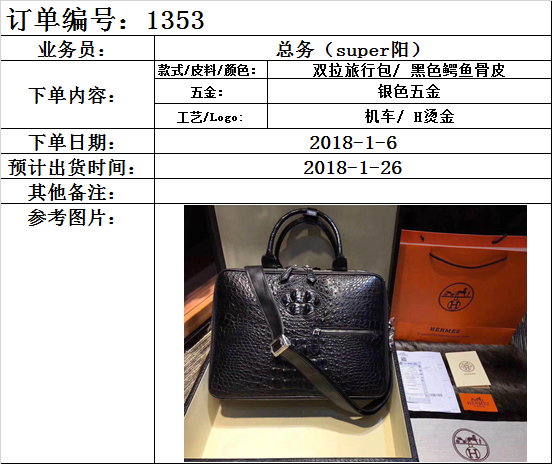 订单编号：1353
业务员：
总务（super阳）
下单内容：
款式/皮料/颜色：
双拉旅行包/ 黑色鳄鱼骨皮
五金：
银色五金
工艺/Logo:
机车/ H烫金
下单日期：
2018-1-6
预计出货时间：
2018-1-26
其他备注：
参考图片：
HERMES